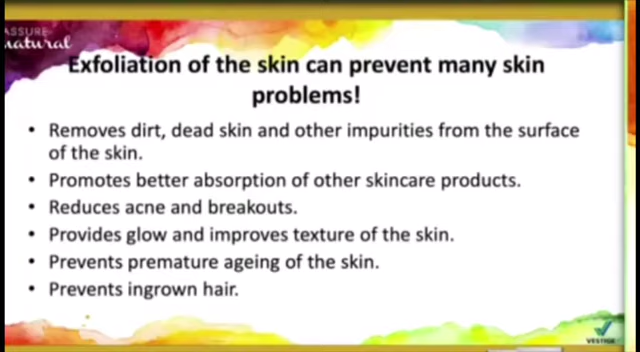 ASSURE
natural
Exfoliation of the skin can prevent many skin
problems!
• Removes dirt, dead skin and other impurities from the surface
of the skin.
• Promotes better absorption of other skincare products.
• Reduces acne and breakouts.
• Provides glow and improves texture of the skin.
• Prevents premature ageing of the skin.
• Prevents ingrown hair.
VESTIGE